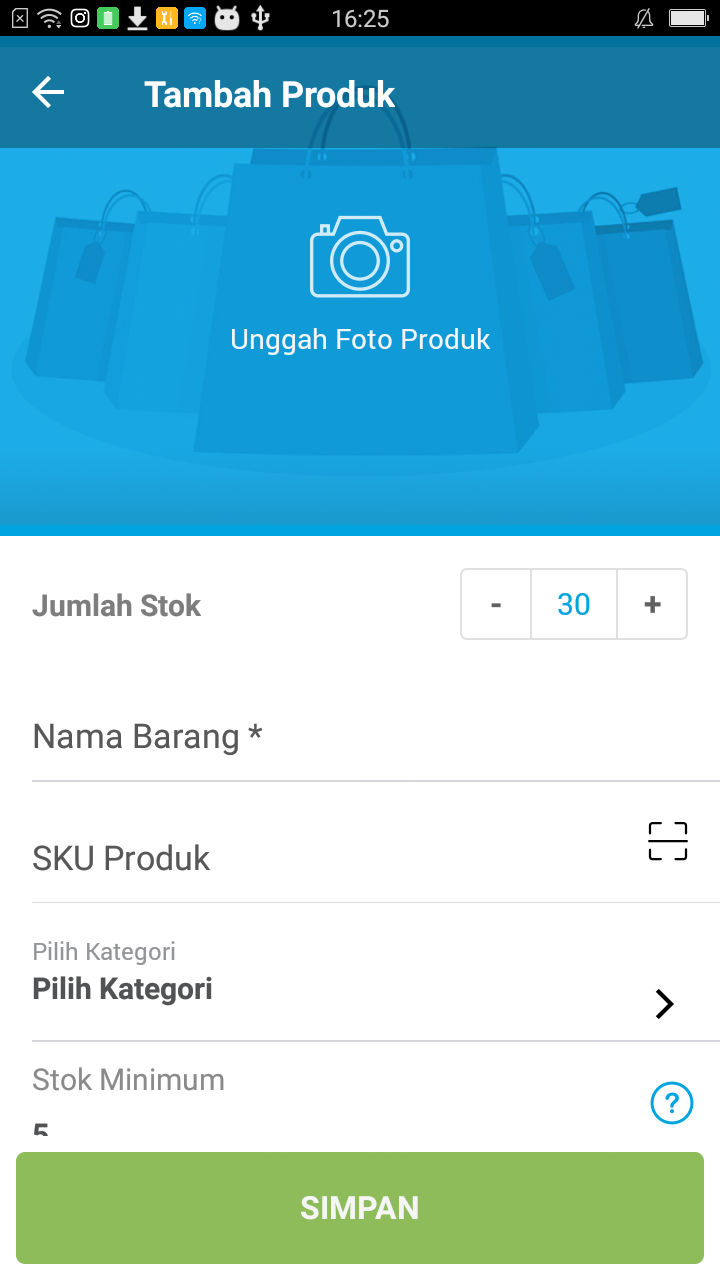 16:25
Tambah Produk
Unggah Foto Produk
Jumlah Stok
- 30 +
Nama Barang *
SKU Produk
Pilih Kategori
Pilih Kategori
Stok Minimum
?
5
SIMPAN